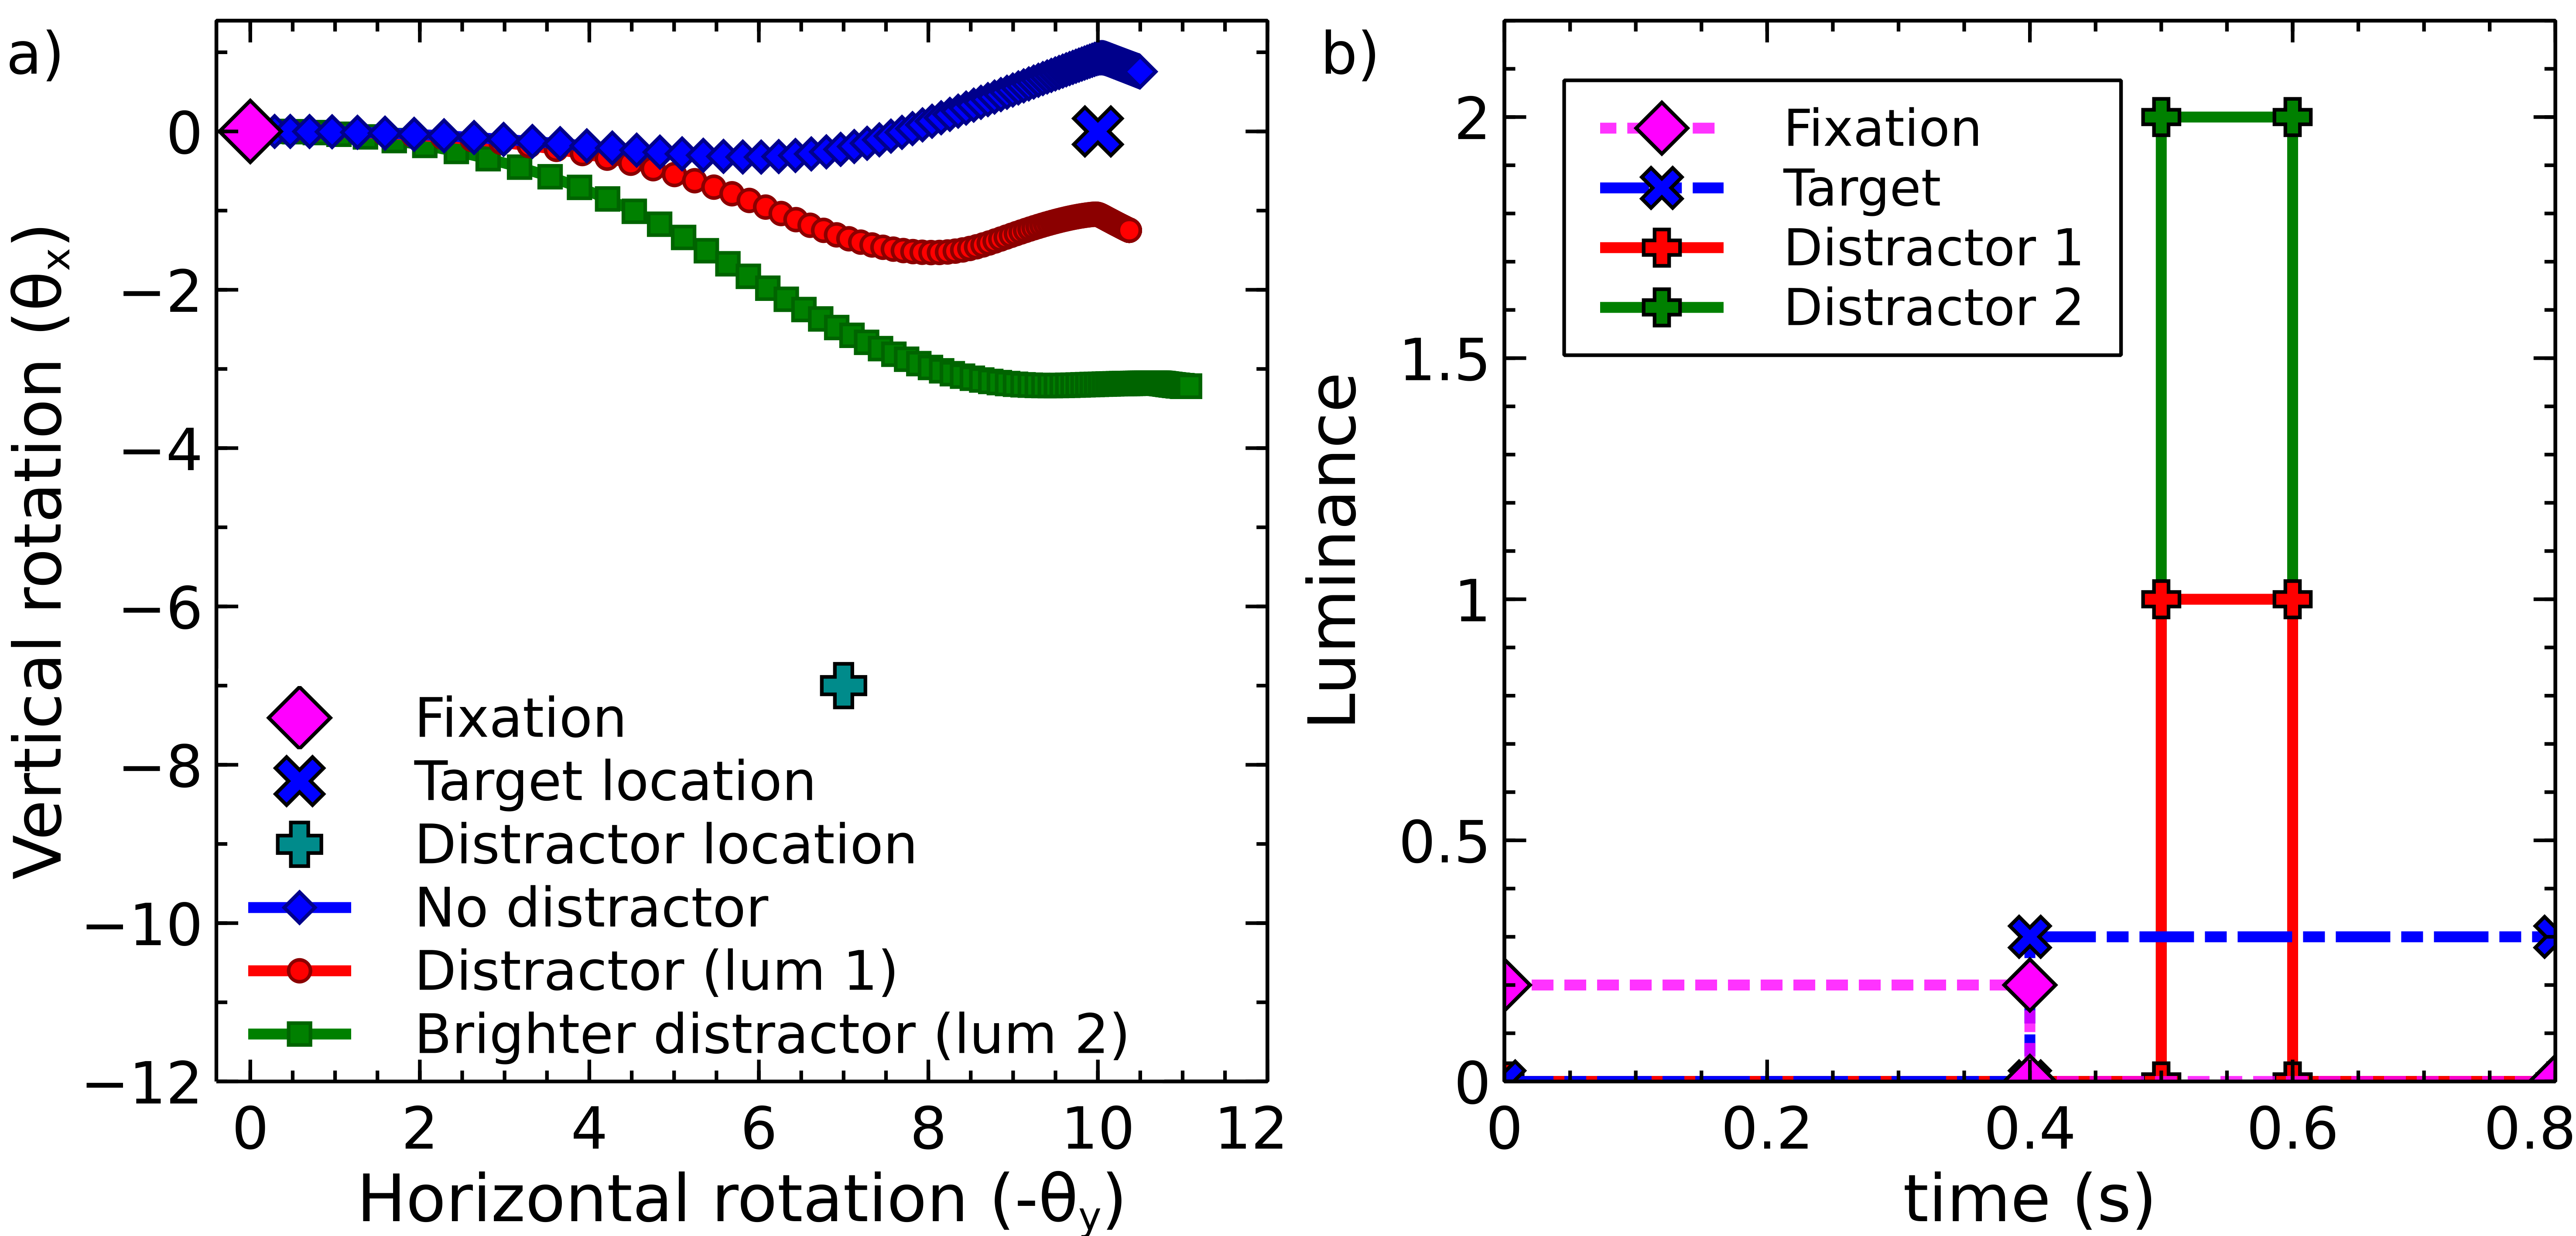 a)
Vertical rotation (θx)
0
−2
−4
−6
−8
−10
−12
Fixation
Target location
Distractor location
No distractor
Distractor (lum 1)
Brighter distractor (lum 2)
0 2 4 6 8 10 12
Horizontal rotation (-θy)
b)
Luminance
2
1.5
1
0.5
0
Fixation
Target
Distractor 1
Distractor 2
0 0.2 0.4 0.6 0.8
time (s)